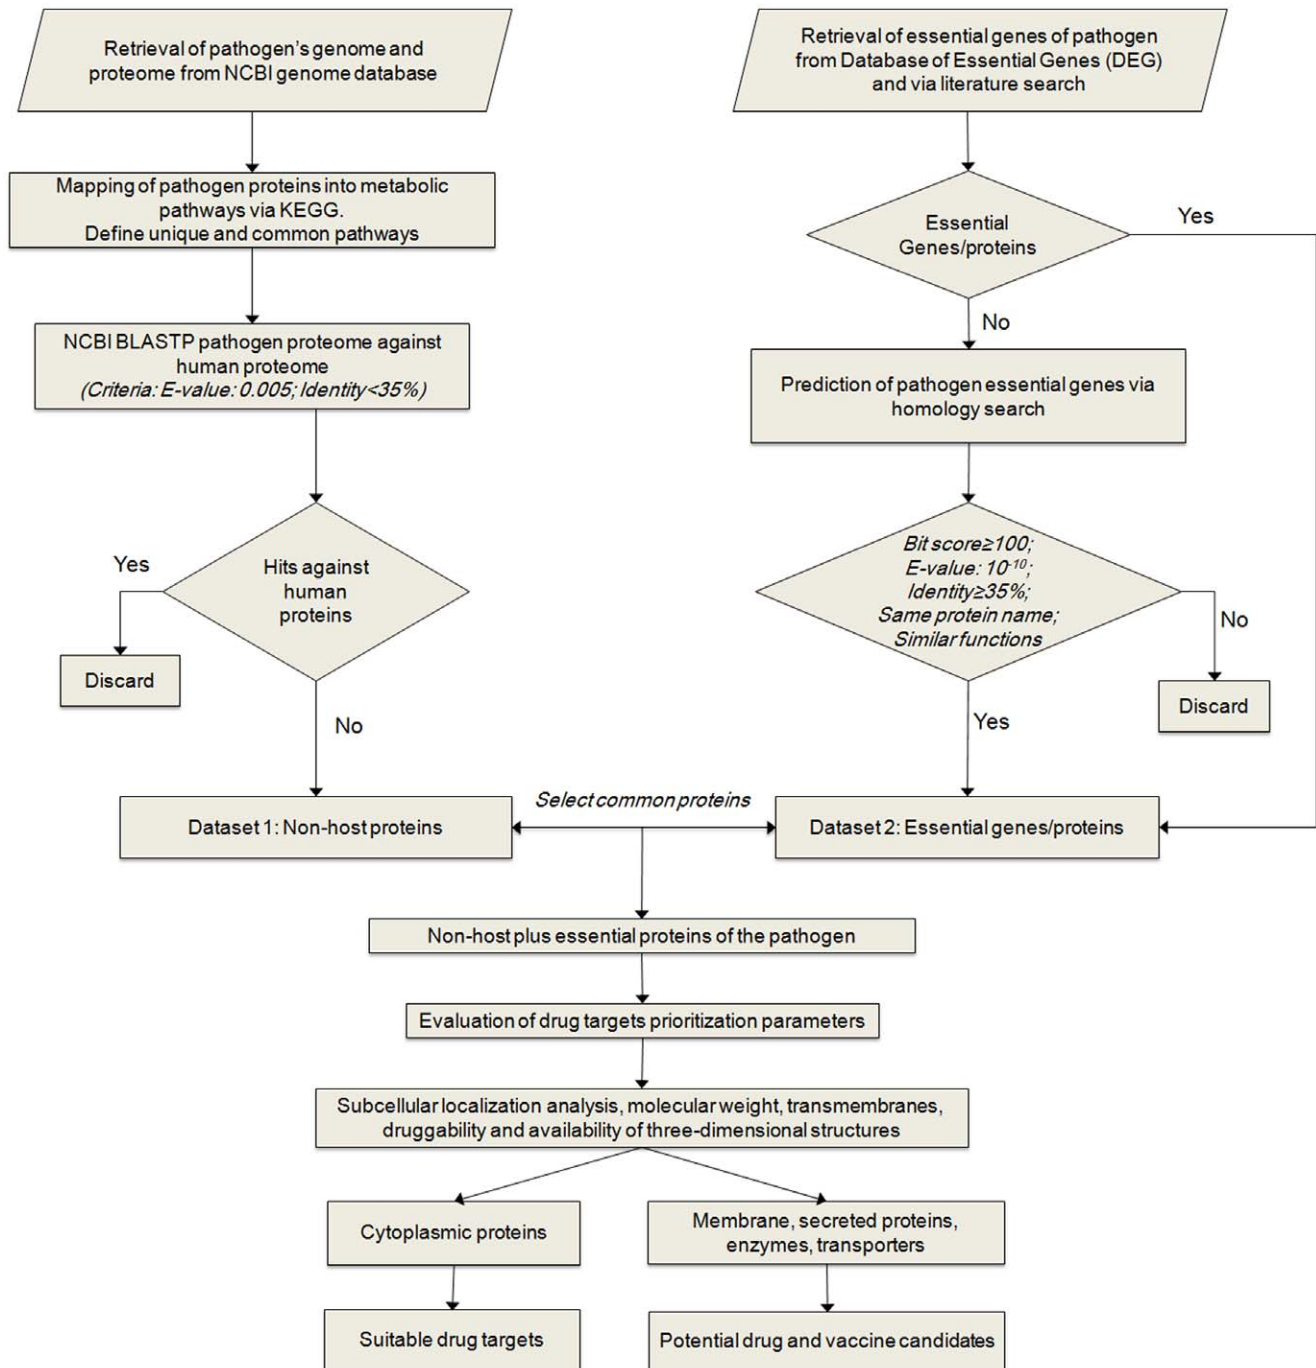 Retrieval of pathogen's genome and
proteome from NCBI genome database
Retrieval of essential genes of pathogen
from Database of Essential Genes (DEG)
and via literature search
Mapping of pathogen proteins into metabolic
pathways via KEGG.
Define unique and common pathways
Essential
Genes/proteins
Yes
No
NCBI BLASTP pathogen proteome against
human proteome
(Criteria: E-value: 0.005; Identity<35%)
Prediction of pathogen essential genes via
homology search
Yes
Hits against
human
proteins
Bit score≥100;
E-value: 10⁻¹⁰;
Identity≥35%;
Same protein name;
Similar functions
No
Discard
Discard
No
Yes
Select common proteins
Dataset 1: Non-host proteins
Dataset 2: Essential genes/proteins
Non-host plus essential proteins of the pathogen
Evaluation of drug targets prioritization parameters
Subcellular localization analysis, molecular weight, transmembranes,
druggability and availability of three-dimensional structures
Cytoplasmic proteins
Membrane, secreted proteins,
enzymes, transporters
Suitable drug targets
Potential drug and vaccine candidates